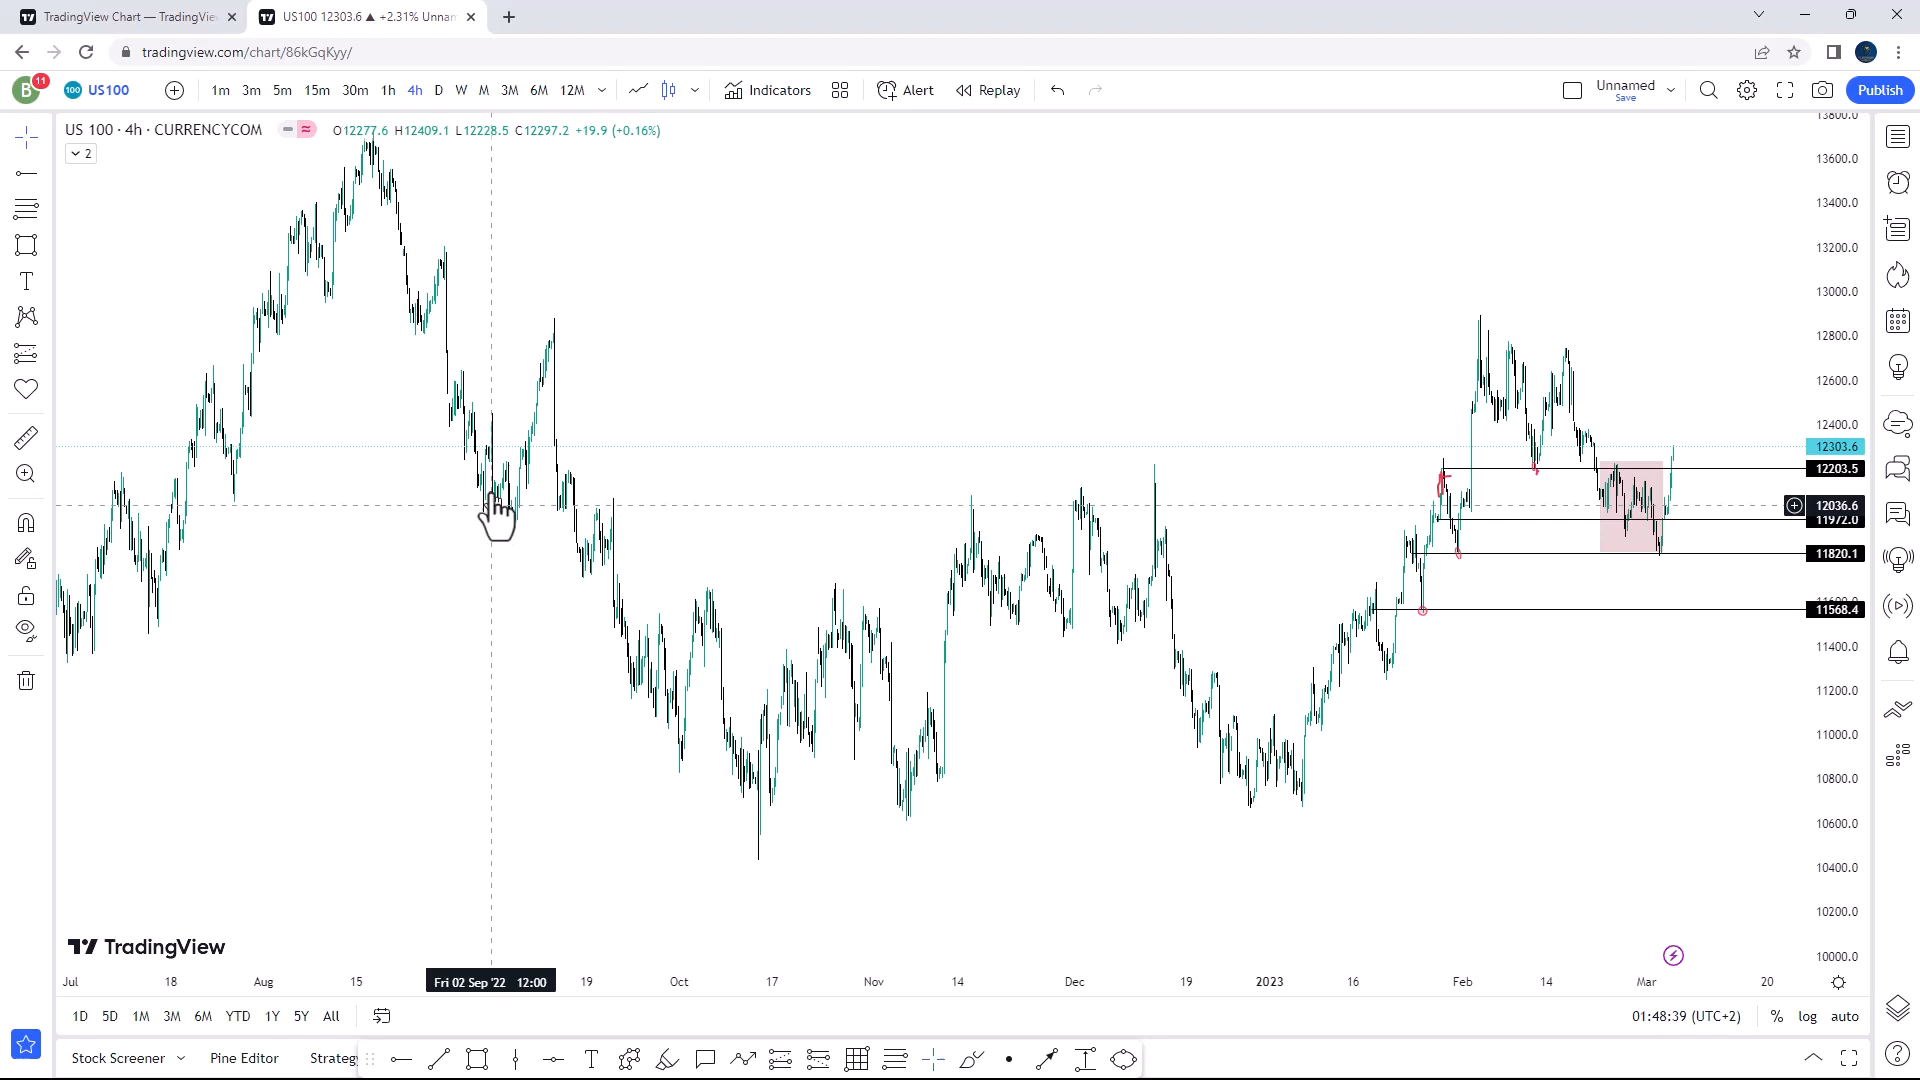 TradingView Chart — TradingVie
US100 12303.6 ▲ +2.31% Unnan
tradingview.com/chart/86kGqKyy/
B
11
100
US100
1m 3m 5m 15m 30m 1h 4h D W M 3M 6M 12M
Indicators
Alert
Replay
Unnamed
Save
Publish
US 100 · 4h · CURRENCYCOM
O12277.6 H12409.1 L12228.5 C12297.2 +19.9 (+0.16%)
2
13800.0
13600.0
13400.0
13200.0
13000.0
12800.0
12600.0
12400.0
12303.6
12203.5
12036.6
11972.0
11820.1
11600.0
11568.4
11400.0
11200.0
11000.0
10800.0
10600.0
10400.0
10200.0
10000.0
TradingView
Jul 18 Aug 15 Fri 02 Sep '22 12:00 19 Oct 17 Nov 14 Dec 19 2023 16 Feb 14 Mar 20
1D 5D 1M 3M 6M YTD 1Y 5Y All
01:48:39 (UTC+2) % log auto
Stock Screener Pine Editor Strategy